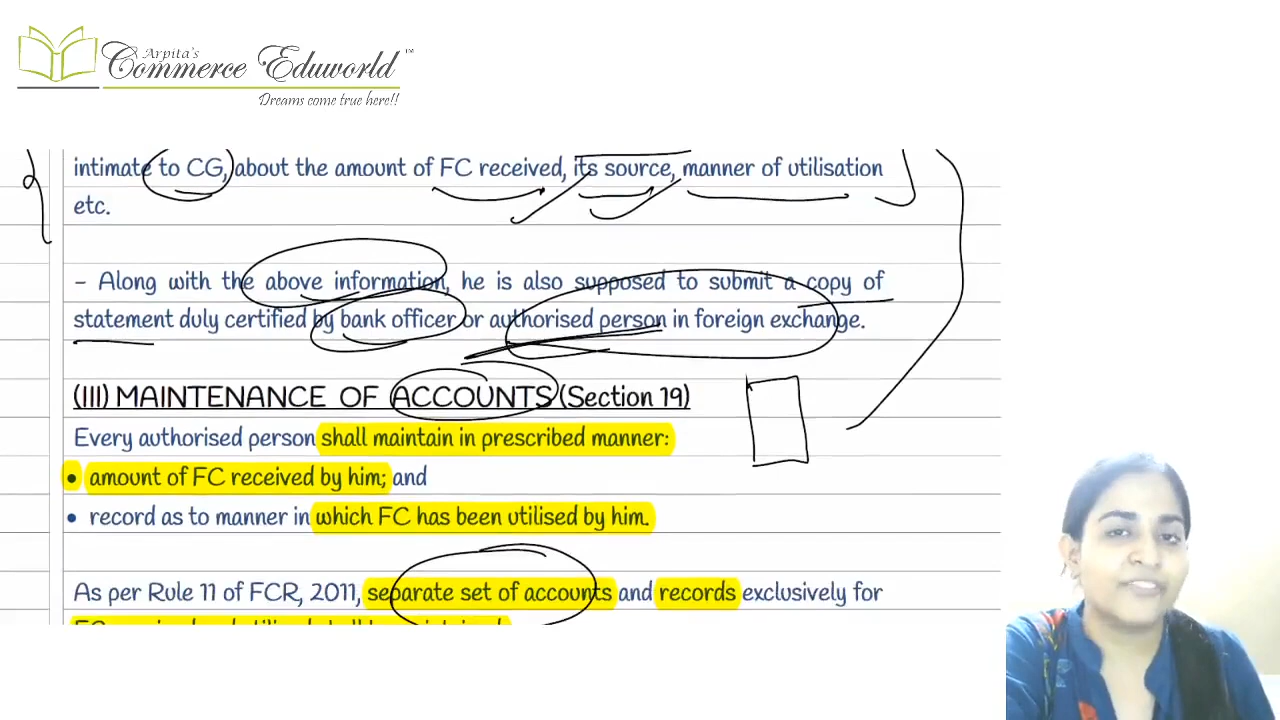 Arpita's
Commerce Eduworld™
Dreams come true here!!
intimate to CG, about the amount of FC received, its source, manner of utilisation
etc.
- Along with the above information, he is also supposed to submit a copy of
statement duly certified by bank officer or authorised person in foreign exchange.
(III) MAINTENANCE OF ACCOUNTS (Section 19)
Every authorised person shall maintain in prescribed manner:
• amount of FC received by him; and
• record as to manner in which FC has been utilised by him.
As per Rule 11 of FCR, 2011, separate set of accounts and records exclusively for